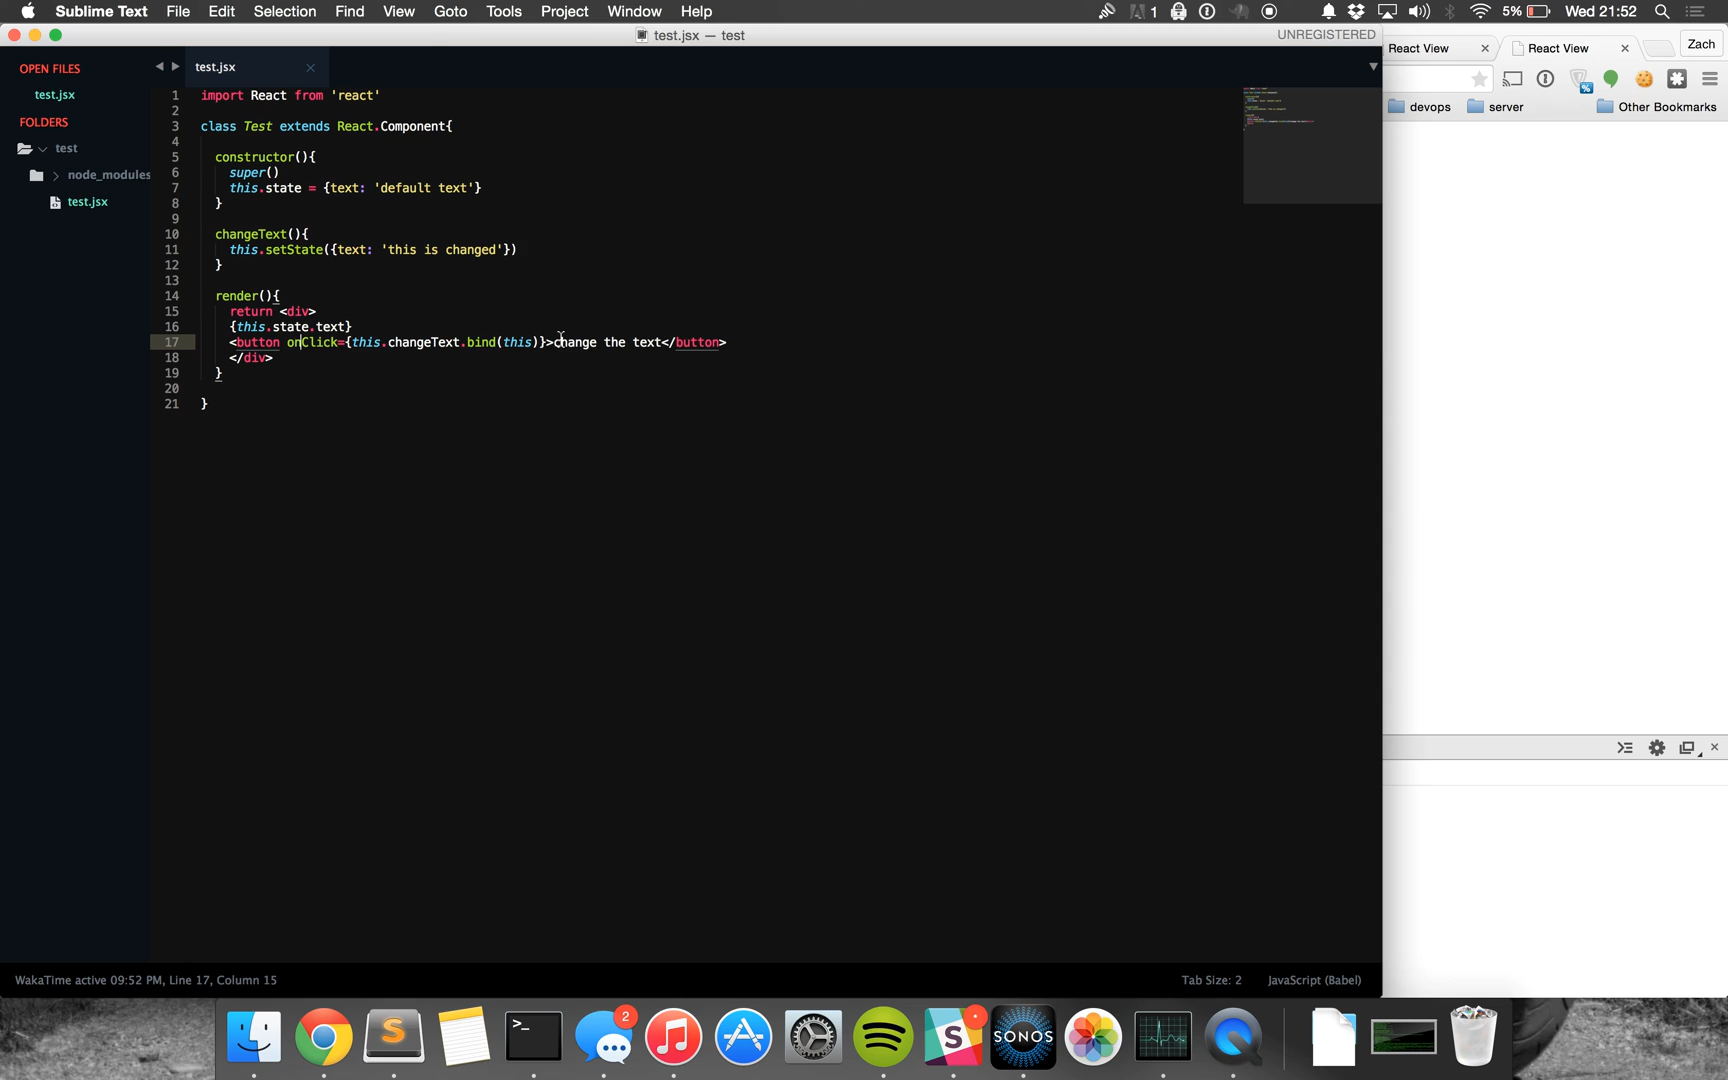 Sublime Text File Edit Selection Find View Goto Tools Project Window Help 1 5% Wed 21:52
test.jsx — test UNREGISTERED
React View React View Zach
OPEN FILES
test.jsx
FOLDERS
test
node_modules
test.jsx
test.jsx
devops server Other Bookmarks
1 import React from 'react'
2
3 class Test extends React.Component{
4
5 constructor(){
6 super()
7 this.state = {text: 'default text'}
8 }
9
10 changeText(){
11 this.setState({text: 'this is changed'})
12 }
13
14 render(){
15 return <div>
16 {this.state.text}
17 <button onClick={this.changeText.bind(this)}>change the text</button>
18 </div>
19 }
20
21 }
WakaTime active 09:52 PM, Line 17, Column 15 Tab Size: 2 JavaScript (Babel)
2
SONOS